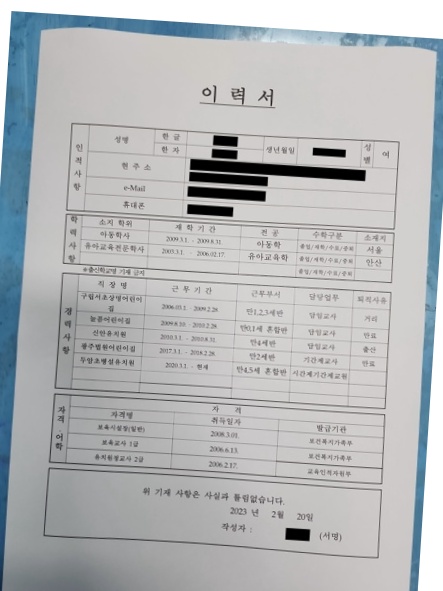 이 력 서
인적사항
성명 한 글 생년월일 성별 여
한 자
현 주 소
e-Mail
휴대폰
학력사항
소지 학위 재 학 기 간 전 공 수학구분 소재지
아동학사 2009.3.1. - 2009.8.31. 아동학 졸업/재학/수료/중퇴 서울
유아교육전문학사 2003.3.1. - 2006.02.17. 유아교육학 졸업/재학/수료/중퇴 안산
졸업/재학/수료/중퇴
※출신학교명 기재 금지
경력사항
직 장 명 근 무 기 간 근무부서 담당업무 퇴직사유
구립서초상명어린이집 2006.03.1. - 2009.2.28. 만1,2,3세반 담임교사 거리
늘품어린이집 2009.8.10. - 2010.2.28. 만0,1세 혼합반 담임교사 만료
신안유치원 2010.3.1. - 2010.8.31. 만4세반 담임교사 출산
광주법원어린이집 2017.3.1. - 2018.2.28. 만2세반 기간제교사 만료
두암초병설유치원 2020.3.1. - 현재 만4,5세 혼합반 시간제기간제교원
자격·어학
자 격
자격명 취득일자 발급기관
보육시설장(일반) 2008.3.01. 보건복지가족부
보육교사 1급 2006.6.13. 보건복지가족부
유치원정교사 2급 2006.2.17. 교육인적자원부
위 기재 사항은 사실과 틀림없습니다.
2023 년 2월 20일
작성자 : (서명)